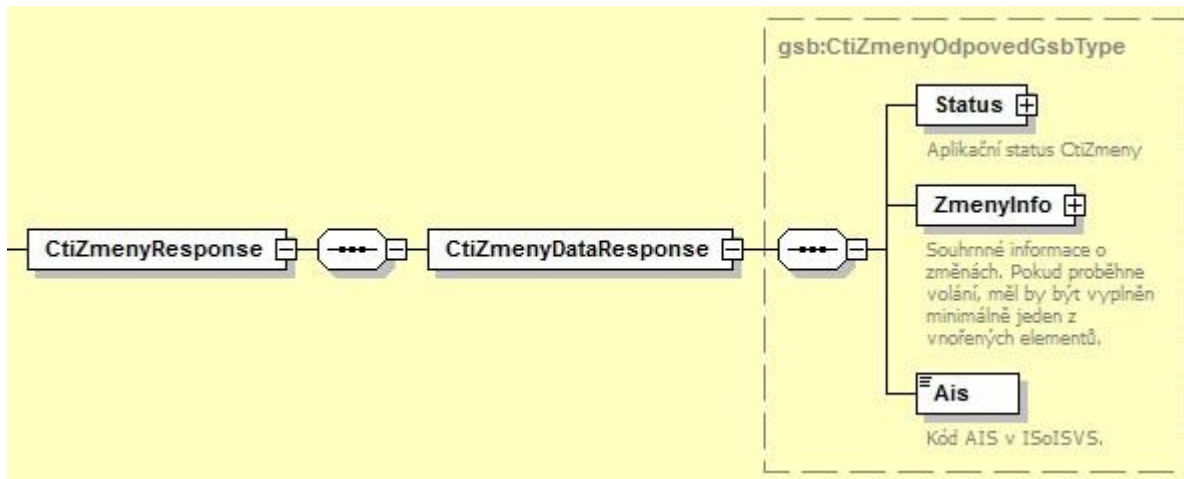 gsb:CtiZmenyOdpovedGsbType
Status
Aplikační status CtiZmeny
ZmenyInfo
Souhrnné informace o
změnách. Pokud proběhne
volání, měl by být vyplněn
minimálně jeden z
vnořených elementů.
CtiZmenyResponse
CtiZmenyDataResponse
Ais
Kód AIS v ISoISVS.